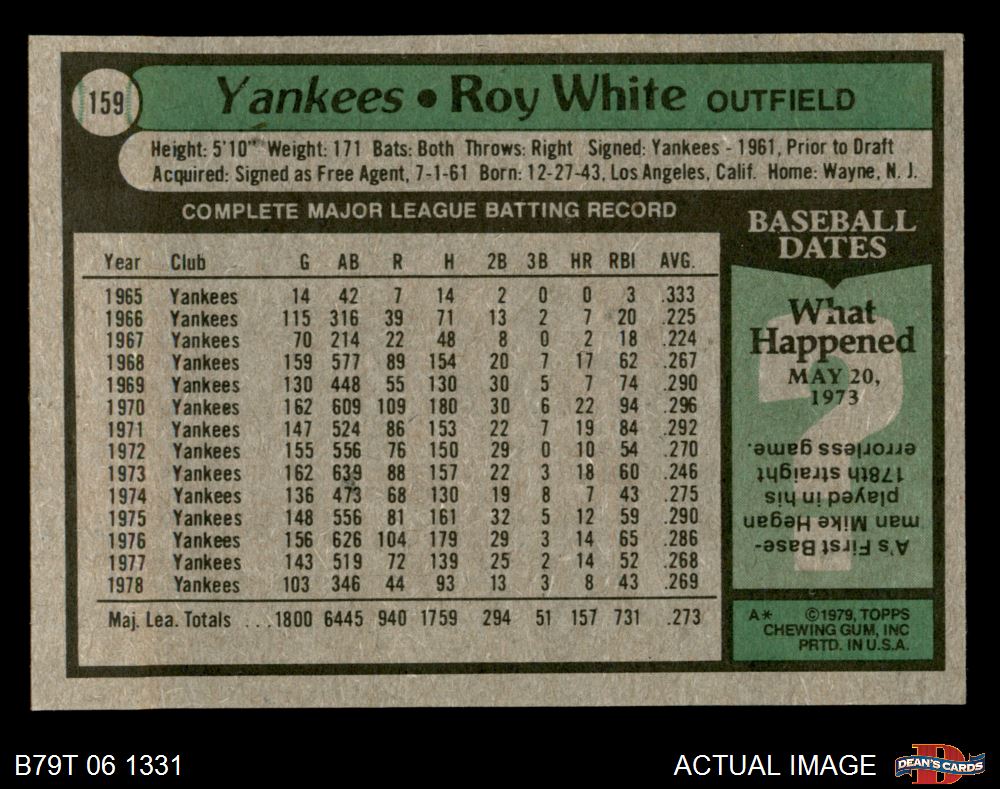 159
Yankees • Roy White OUTFIELD
Height: 5'10" Weight: 171 Bats: Both Throws: Right Signed: Yankees - 1961, Prior to Draft
Acquired: Signed as Free Agent, 7-1-61 Born: 12-27-43, Los Angeles, Calif. Home: Wayne, N. J.
COMPLETE MAJOR LEAGUE BATTING RECORD
Year Club G AB R H 2B 3B HR RBI AVG.
1965 Yankees 14 42 7 14 2 0 0 3 .333
1966 Yankees 115 316 39 71 13 2 7 20 .225
1967 Yankees 70 214 22 48 8 0 2 18 .224
1968 Yankees 159 577 89 154 20 7 17 62 .267
1969 Yankees 130 448 55 130 30 5 7 74 .290
1970 Yankees 162 609 109 180 30 6 22 94 .296
1971 Yankees 147 524 86 153 22 7 19 84 .292
1972 Yankees 155 556 76 150 29 0 10 54 .270
1973 Yankees 162 639 88 157 22 3 18 60 .246
1974 Yankees 136 473 68 130 19 8 7 43 .275
1975 Yankees 148 556 81 161 32 5 12 59 .290
1976 Yankees 156 626 104 179 29 3 14 65 .286
1977 Yankees 143 519 72 139 25 2 14 52 .268
1978 Yankees 103 346 44 93 13 3 8 43 .269
Maj. Lea. Totals ...1800 6445 940 1759 294 51 157 731 .273
BASEBALL
DATES
What
Happened
MAY 20,
1973
?
A's First Base-
man Mike Hegan
played in his
178th straight
errorless game.
A* ©1979, TOPPS
CHEWING GUM, INC
PRTD. IN U.S.A.
B79T 06 1331
ACTUAL IMAGE
DEAN'S CARDS